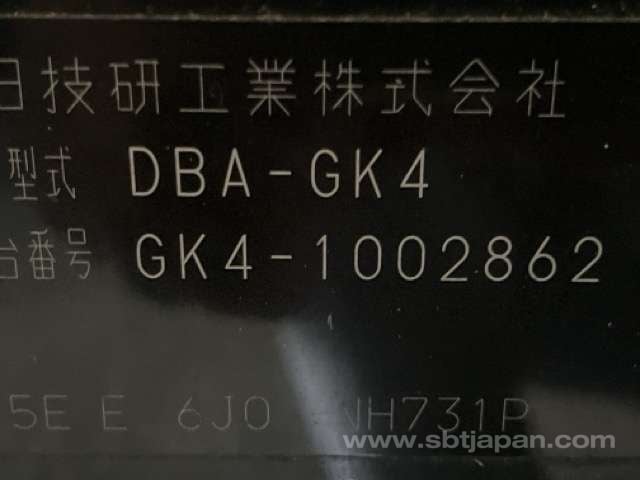 田技研工業株式会社
型式 DBA-GK4
台番号 GK4-1002862
5E E 6J0 NH731P
www.sbtjapan.com